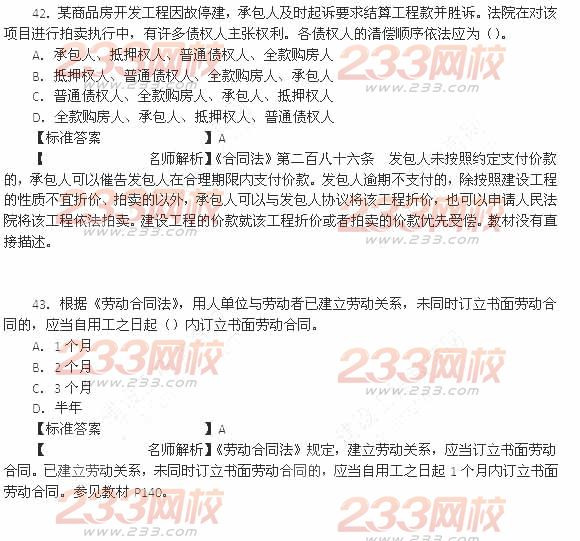 42．某商品房开发工程因故停建，承包人及时起诉要求结算工程款并胜诉。法院在对该
项目进行拍卖执行中，有许多债权人主张权利。各债权人的清偿顺序依法应为（）。
A．承包人、抵押权人、普通债权人、全款购房人
B．抵押权人、普通债权人、全款购房人、承包人
C．普通债权人、全款购房人、承包人、抵押权人
D．全款购房人、承包人、抵押权人、普通债权人
【标准答案 】A
【 名师解析】《合同法》第二百八十六条 发包人未按照约定支付价款
的，承包人可以催告发包人在合理期限内支付价款。发包人逾期不支付的，除按照建设工程
的性质不宜折价、拍卖的以外，承包人可以与发包人协议将该工程折价，也可以申请人民法
院将该工程依法拍卖。建设工程的价款就该工程折价或者拍卖的价款优先受偿。教材没有直
接描述。
43．根据《劳动合同法》，用人单位与劳动者已建立劳动关系，未同时订立书面劳动合
同的，应当自用工之日起（）内订立书面劳动合同。
A．1个月
B．2个月
C．3个月
D．半年
【标准答案 】A
【 名师解析】《劳动合同法》规定，建立劳动关系，应当订立书面劳动
合同。已建立劳动关系，未同时订立书面劳动合同的，应当自用工之日起1个月内订立书面
劳动合同。参见教材P140。
233网校
www.233.com